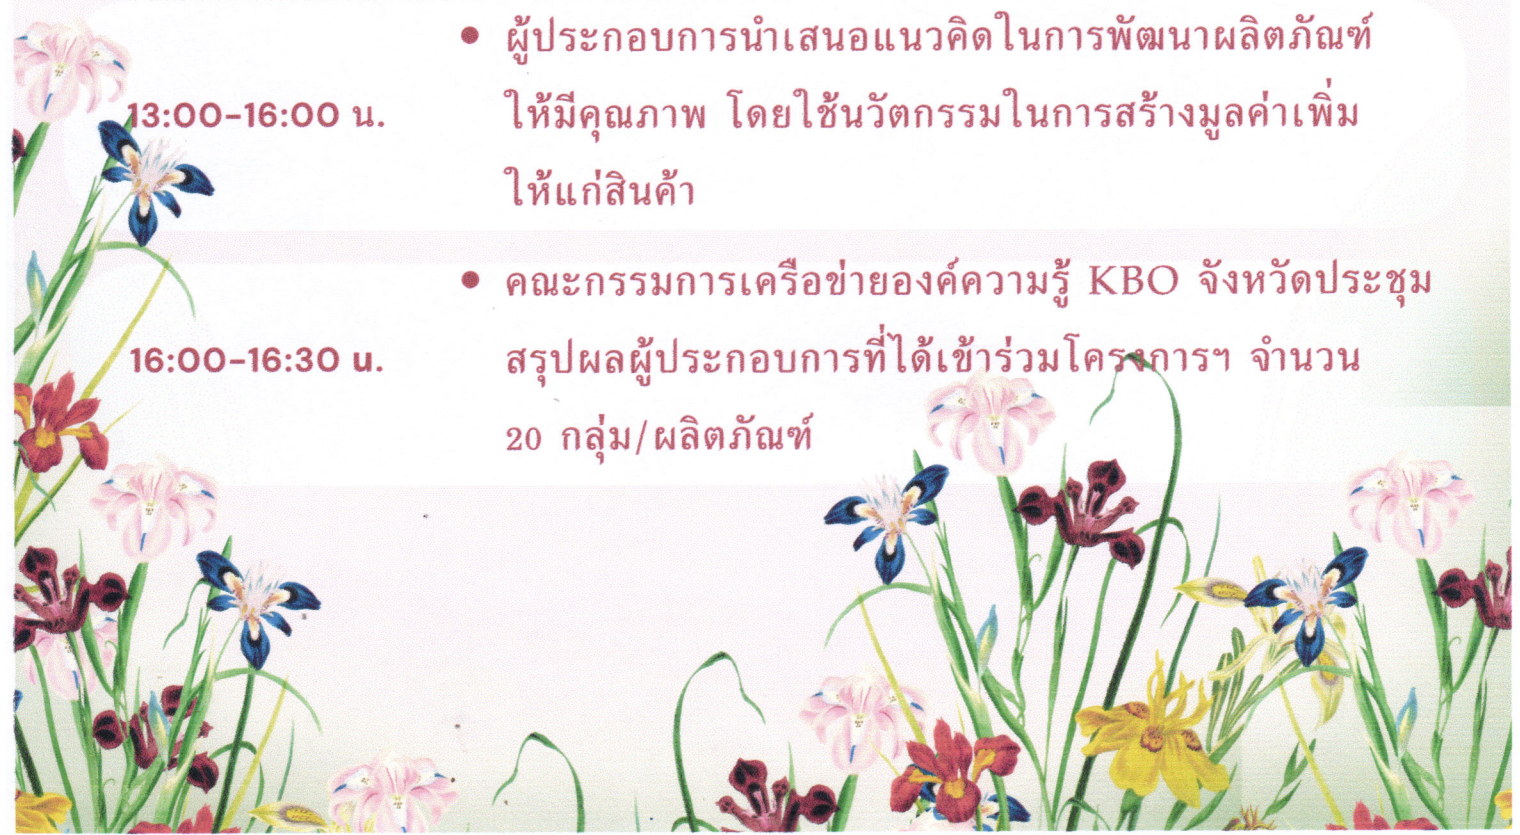 • ผู้ประกอบการนำเสนอแนวคิดในการพัฒนาผลิตภัณฑ์
13:00-16:00 น. ให้มีคุณภาพ โดยใช้นวัตกรรมในการสร้างมูลค่าเพิ่ม
ให้แก่สินค้า
• คณะกรรมการเครือข่ายองค์ความรู้ KBO จังหวัดประชุม
16:00-16:30 น. สรุปผลผู้ประกอบการที่ได้เข้าร่วมโครงการฯ จำนวน
20 กลุ่ม/ผลิตภัณฑ์